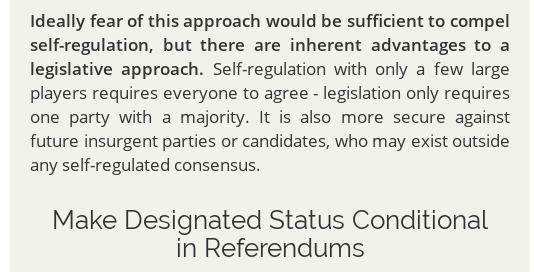 Ideally fear of this approach would be sufficient to compel
self-regulation, but there are inherent advantages to a
legislative approach. Self-regulation with only a few large
players requires everyone to agree - legislation only requires
one party with a majority. It is also more secure against
future insurgent parties or candidates, who may exist outside
any self-regulated consensus.
Make Designated Status Conditional
in Referendums